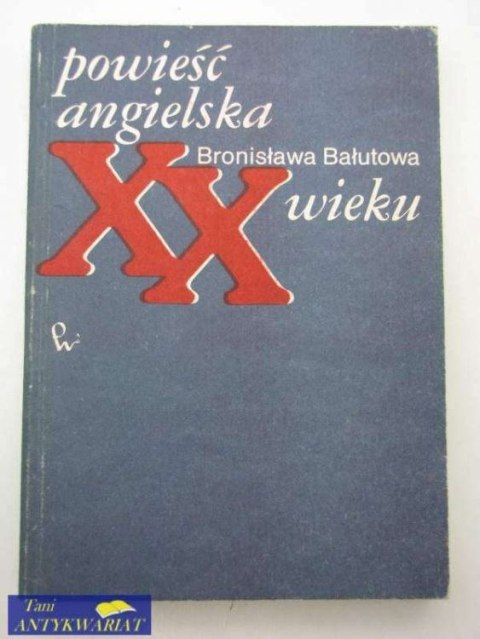 powieść
angielska
Bronisława Bałutowa
XX wieku
Tani
ANTYKWARIAT